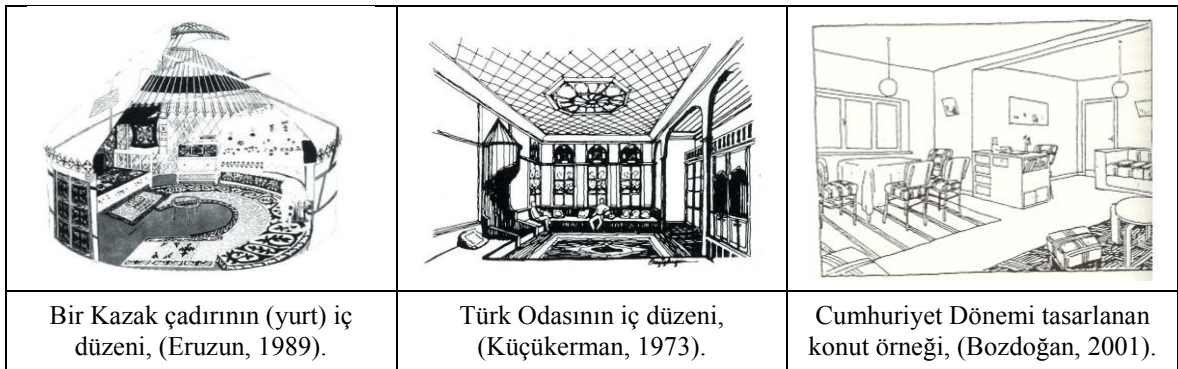 Bir Kazak çadırının (yurt) iç
düzeni, (Eruzun, 1989).
Türk Odasının iç düzeni,
(Küçükerman, 1973).
Cumhuriyet Dönemi tasarlanan
konut örneği, (Bozdoğan, 2001).